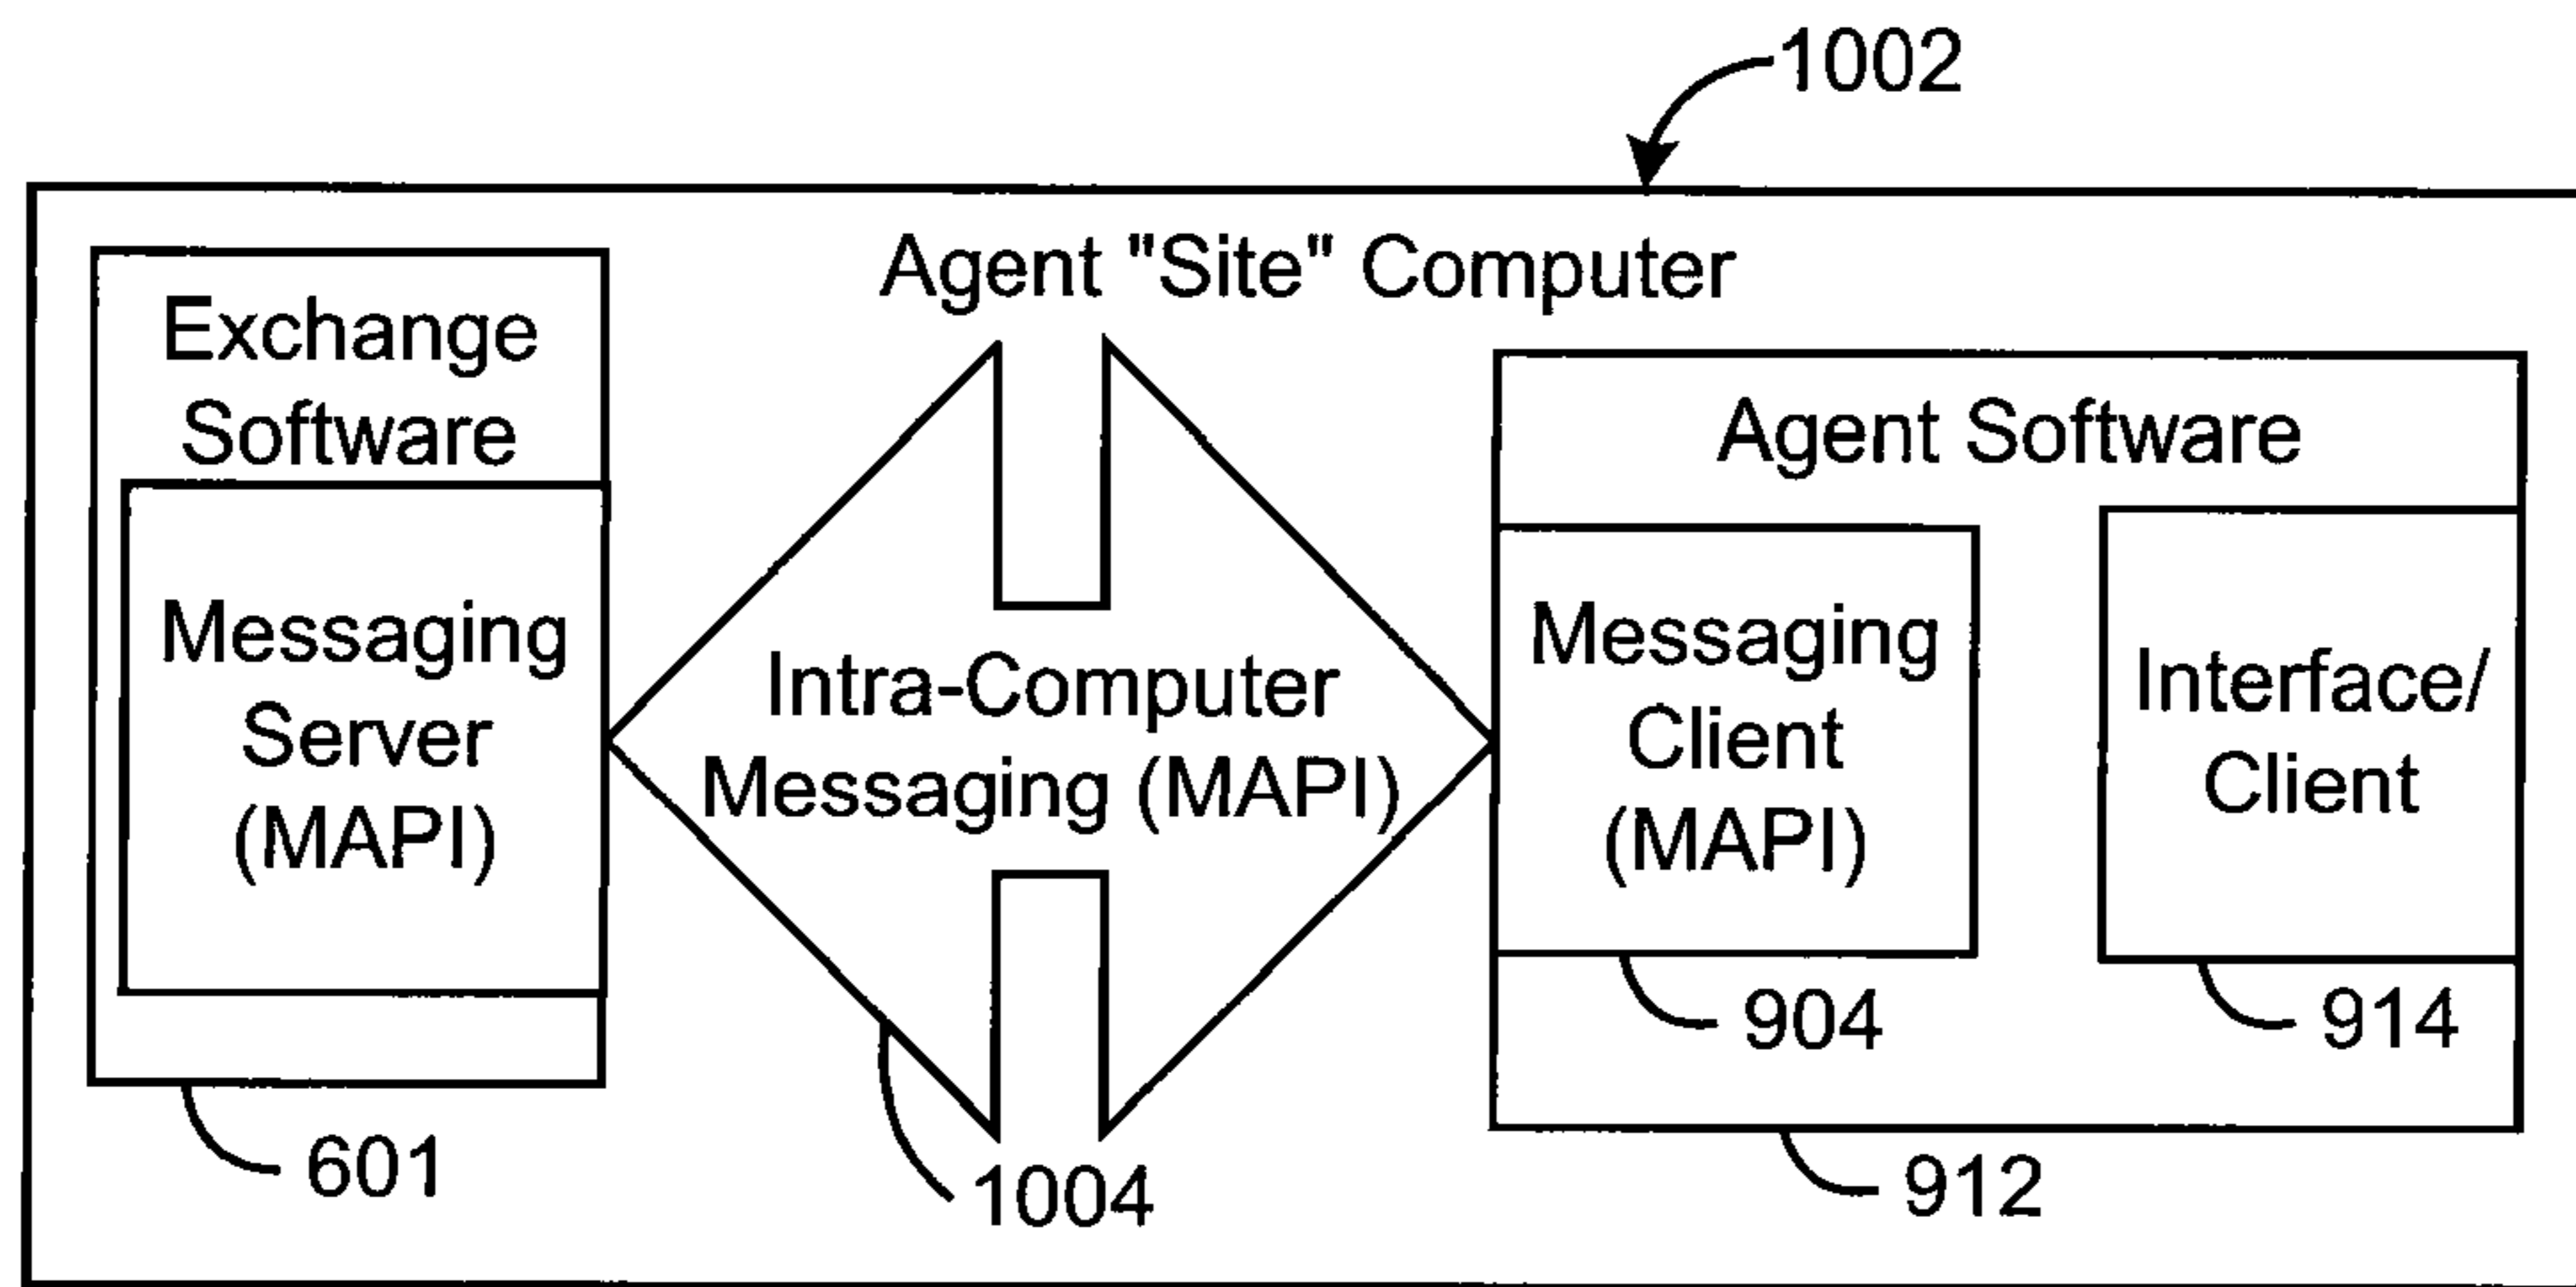 1002
Agent "Site" Computer
Exchange
Software
Messaging
Server
(MAPI)
601
Intra-Computer
Messaging (MAPI)
1004
Agent Software
Messaging
Client
(MAPI)
904
Interface/
Client
914
912